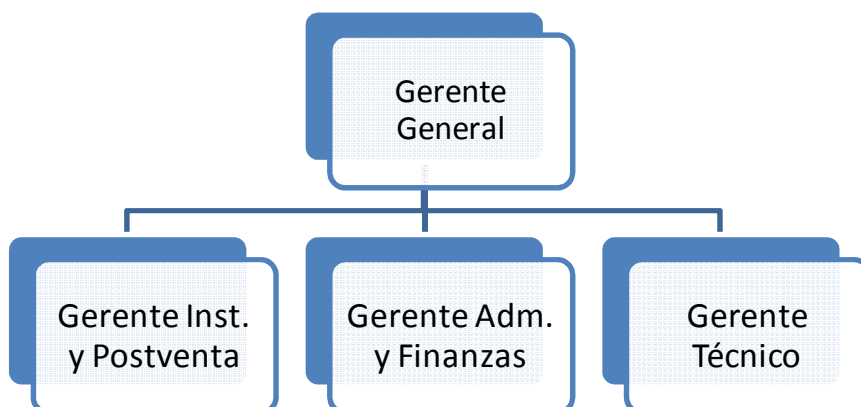 Gerente
General
Gerente Inst.
y Postventa
Gerente Adm.
y Finanzas
Gerente
Técnico